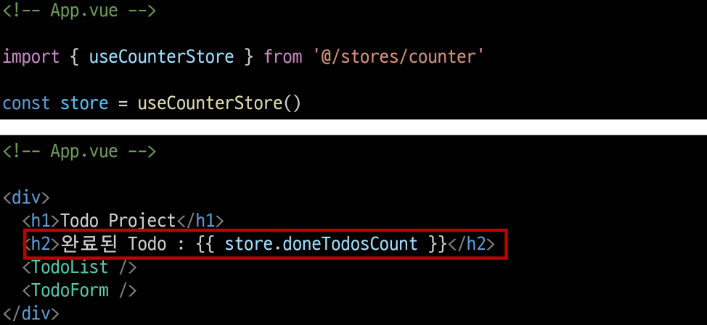 <!-- App.vue -->
import { useCounterStore } from '@/stores/counter'
const store = useCounterStore()
<!-- App.vue -->
<div>
<h1>Todo Project</h1>
<h2>완료된 Todo : {{ store.doneTodosCount }}</h2>
<TodoList />
<TodoForm />
</div>